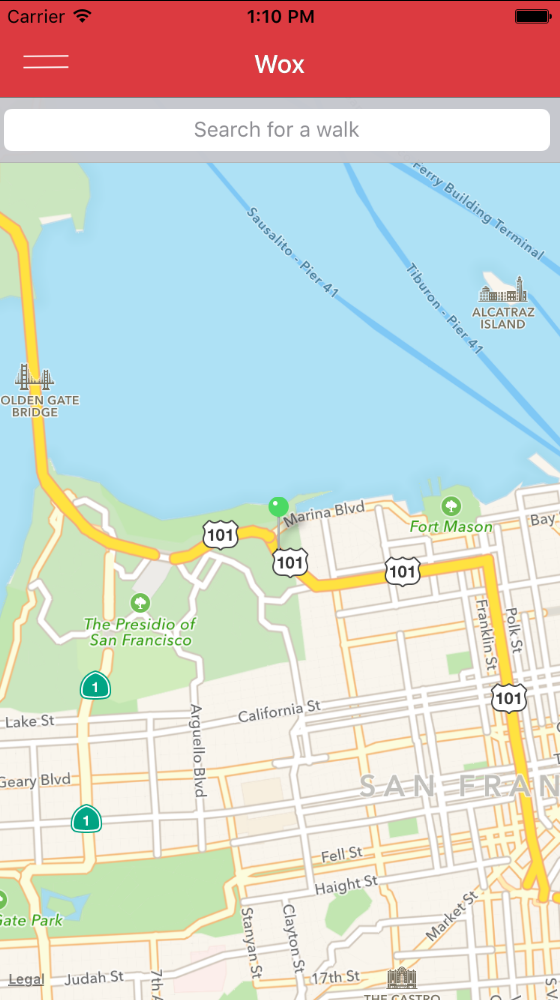 Carrier 1:10 PM
Wox
Search for a walk
Ferry Building Terminal
Sausalito - Pier 41
Tiburon - Pier 41
ALCATRAZ
ISLAND
OLDEN GATE
BRIDGE
Marina Blvd
Fort Mason
Bay
101
101
101
The Presidio of
San Francisco
Franklin St
Polk St
1
101
Lake St
California St
Arguello Blvd
Geary Blvd
SAN FRAN
1
Fell St
Haight St
Market St
Gate Park
Stanyan St
Clayton St
Legal
Judah St
7th A
17th St
THE CASTRO